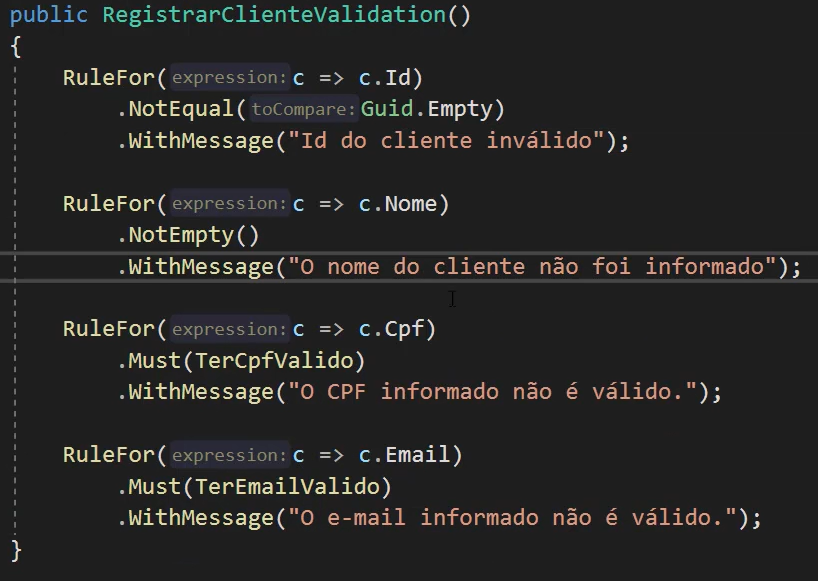 public RegistrarClienteValidation()
{
RuleFor(expression: c => c.Id)
.NotEqual(toCompare: Guid.Empty)
.WithMessage("Id do cliente inválido");
RuleFor(expression: c => c.Nome)
.NotEmpty()
.WithMessage("O nome do cliente não foi informado");
RuleFor(expression: c => c.Cpf)
.Must(TerCpfValido)
.WithMessage("O CPF informado não é válido.");
RuleFor(expression: c => c.Email)
.Must(TerEmailValido)
.WithMessage("O e-mail informado não é válido.");
}